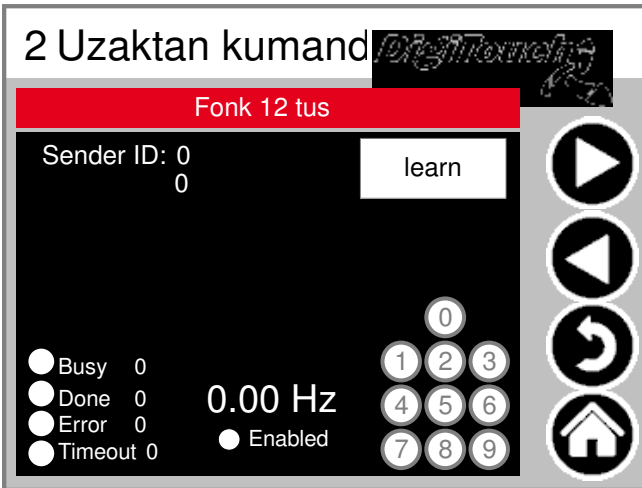 2 Uzaktan kumand
DigiTouch
Fonk 12 tus
Sender ID: 0
0
learn
0
Busy 0
1 2 3
Done 0
0.00 Hz
4 5 6
Error 0
Enabled
Timeout 0
7 8 9